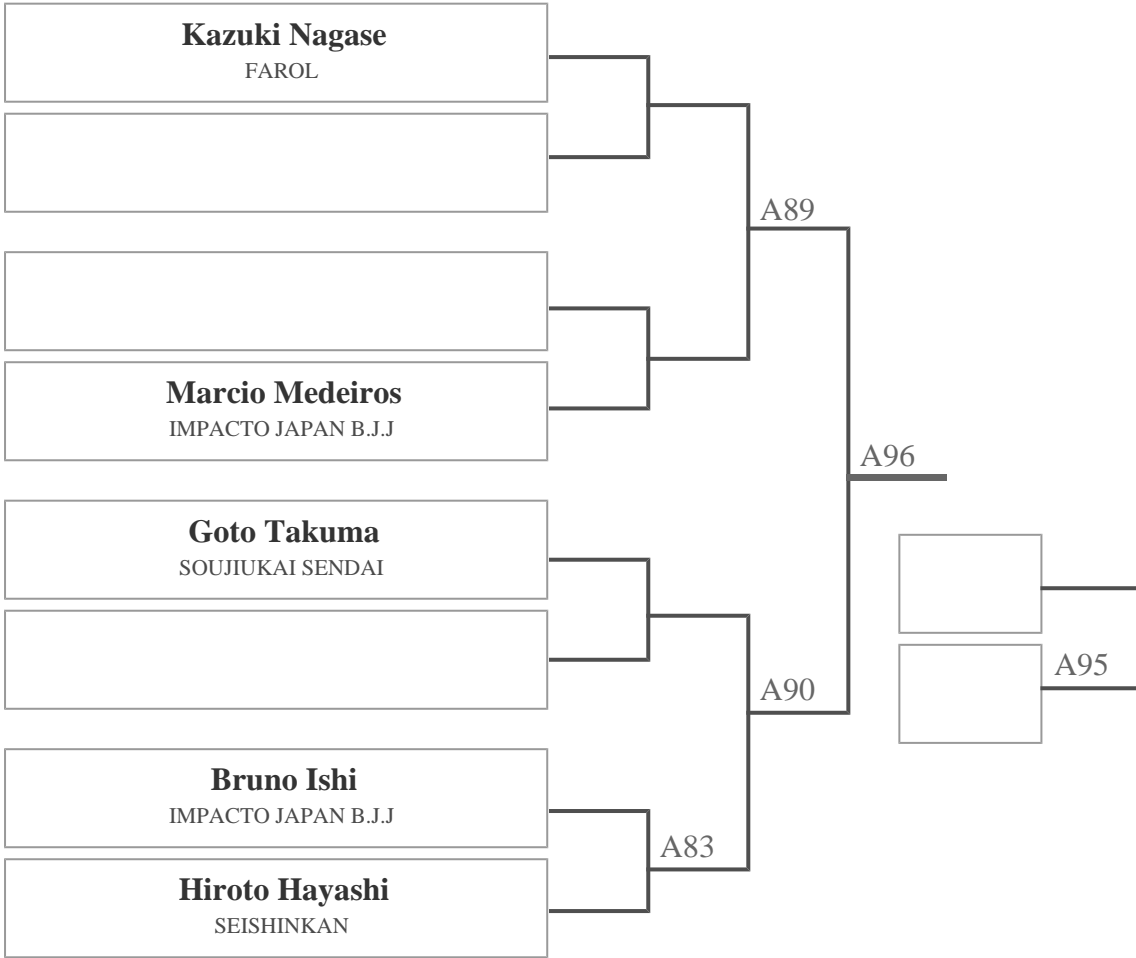 Kazuki Nagase
FAROL
A89
Marcio Medeiros
IMPACTO JAPAN B.J.J
A96
Goto Takuma
SOUJIUKAI SENDAI
A95
A90
Bruno Ishi
IMPACTO JAPAN B.J.J
A83
Hiroto Hayashi
SEISHINKAN